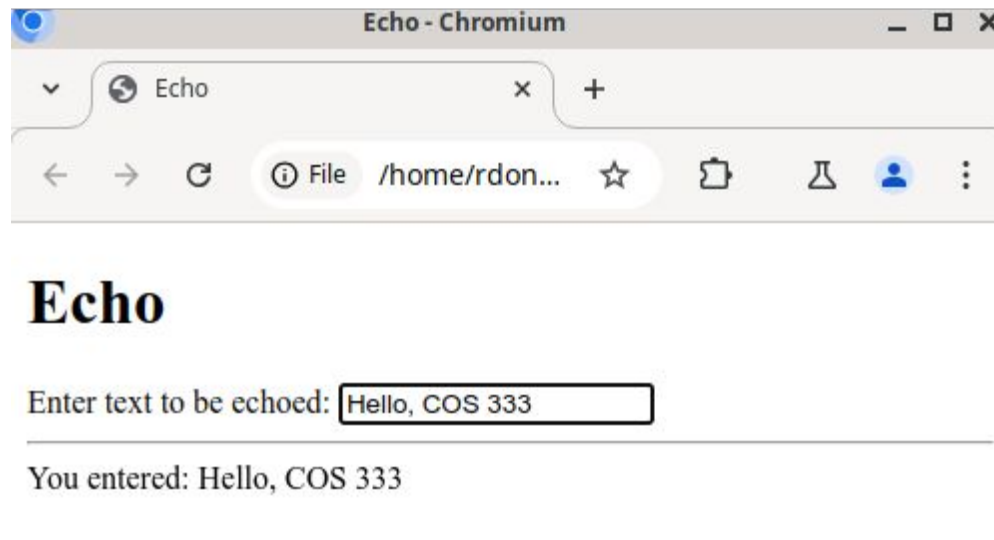 Echo - Chromium
Echo
File /home/rdon...
Echo
Enter text to be echoed: Hello, COS 333
You entered: Hello, COS 333